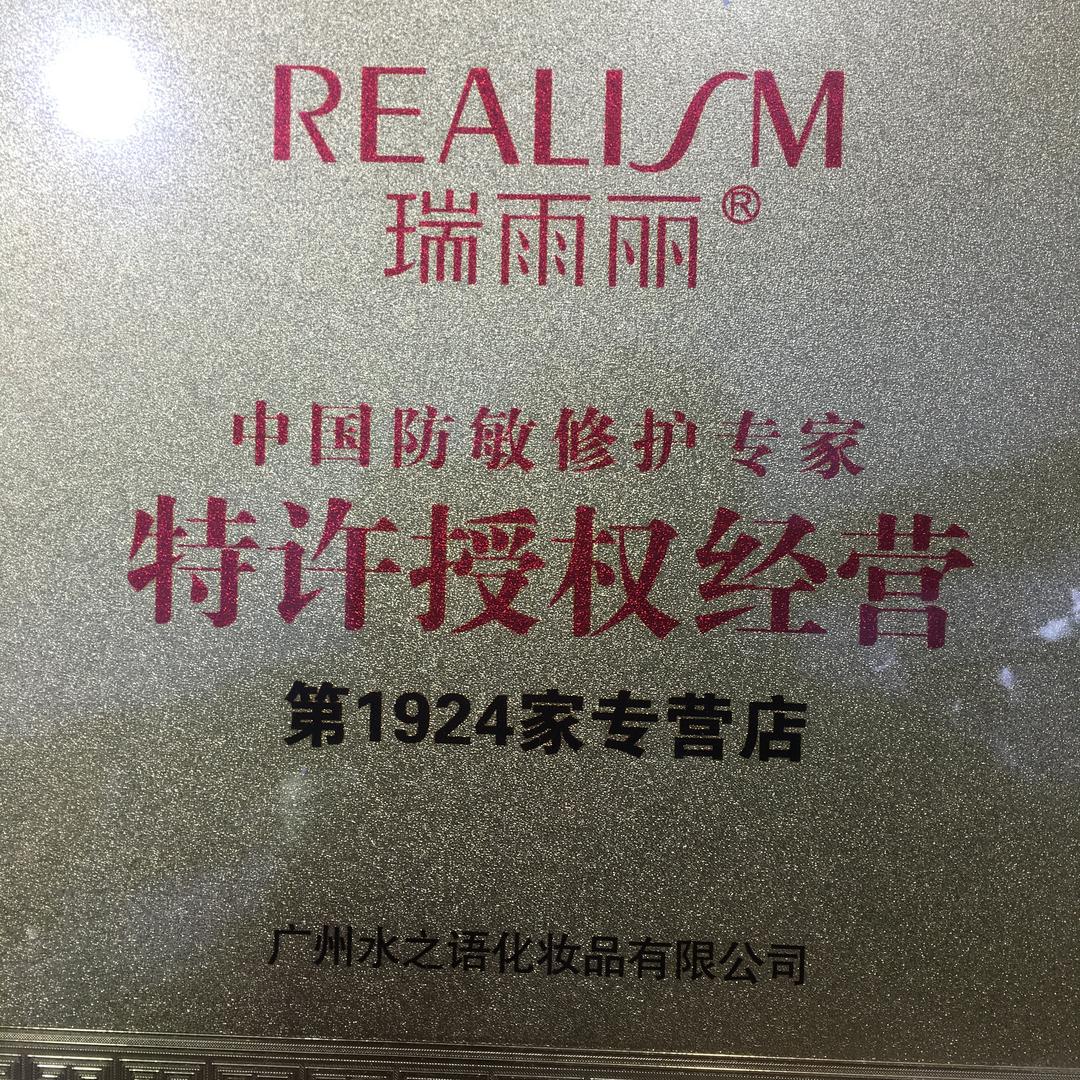 REALISM
瑞雨丽®
中国防敏修护专家
特许授权经营
第1924家专营店
广州水之语化妆品有限公司